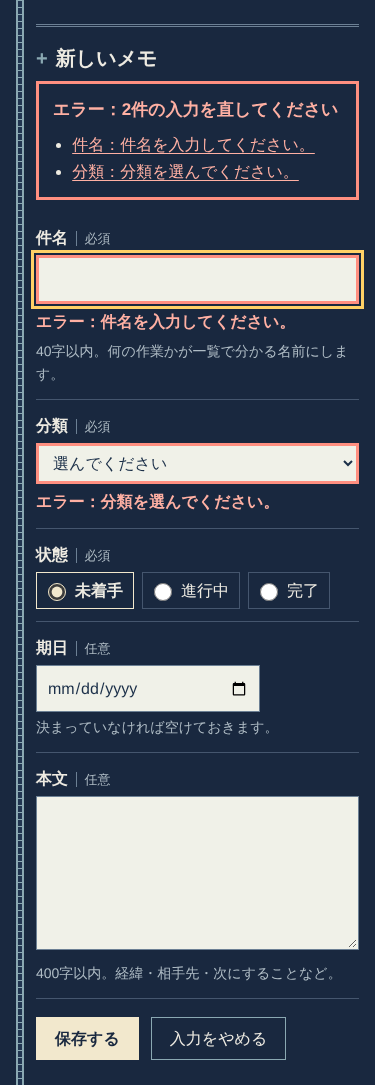 + 新しいメモ
エラー：2件の入力を直してください
• 件名：件名を入力してください。
• 分類：分類を選んでください。
件名 | 必須
エラー：件名を入力してください。
40字以内。何の作業かが一覧で分かる名前にしま
す。
分類 | 必須
選んでください
エラー：分類を選んでください。
状態 | 必須
未着手 進行中 完了
期日 | 任意
mm/dd/yyyy
決まっていなければ空けておきます。
本文 | 任意
400字以内。経緯・相手先・次にすることなど。
保存する 入力をやめる